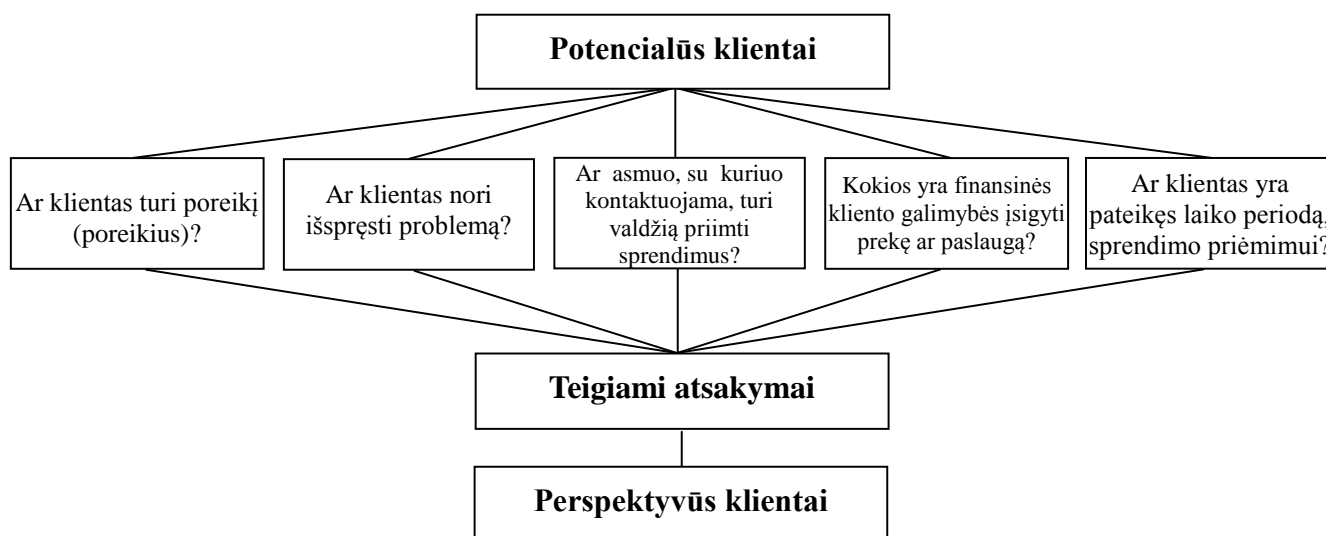 Potencialūs klientai
Ar klientas turi poreikį
(poreikius)?
Ar klientas nori
išspręsti problemą?
Ar asmuo, su kuriuo
kontaktuojama, turi
valdžią priimti
sprendimus?
Kokios yra finansinės
kliento galimybės įsigyti
prekę ar paslaugą?
Ar klientas yra
pateikęs laiko periodą,
sprendimo priėmimui?
Teigiami atsakymai
Perspektyvūs klientai